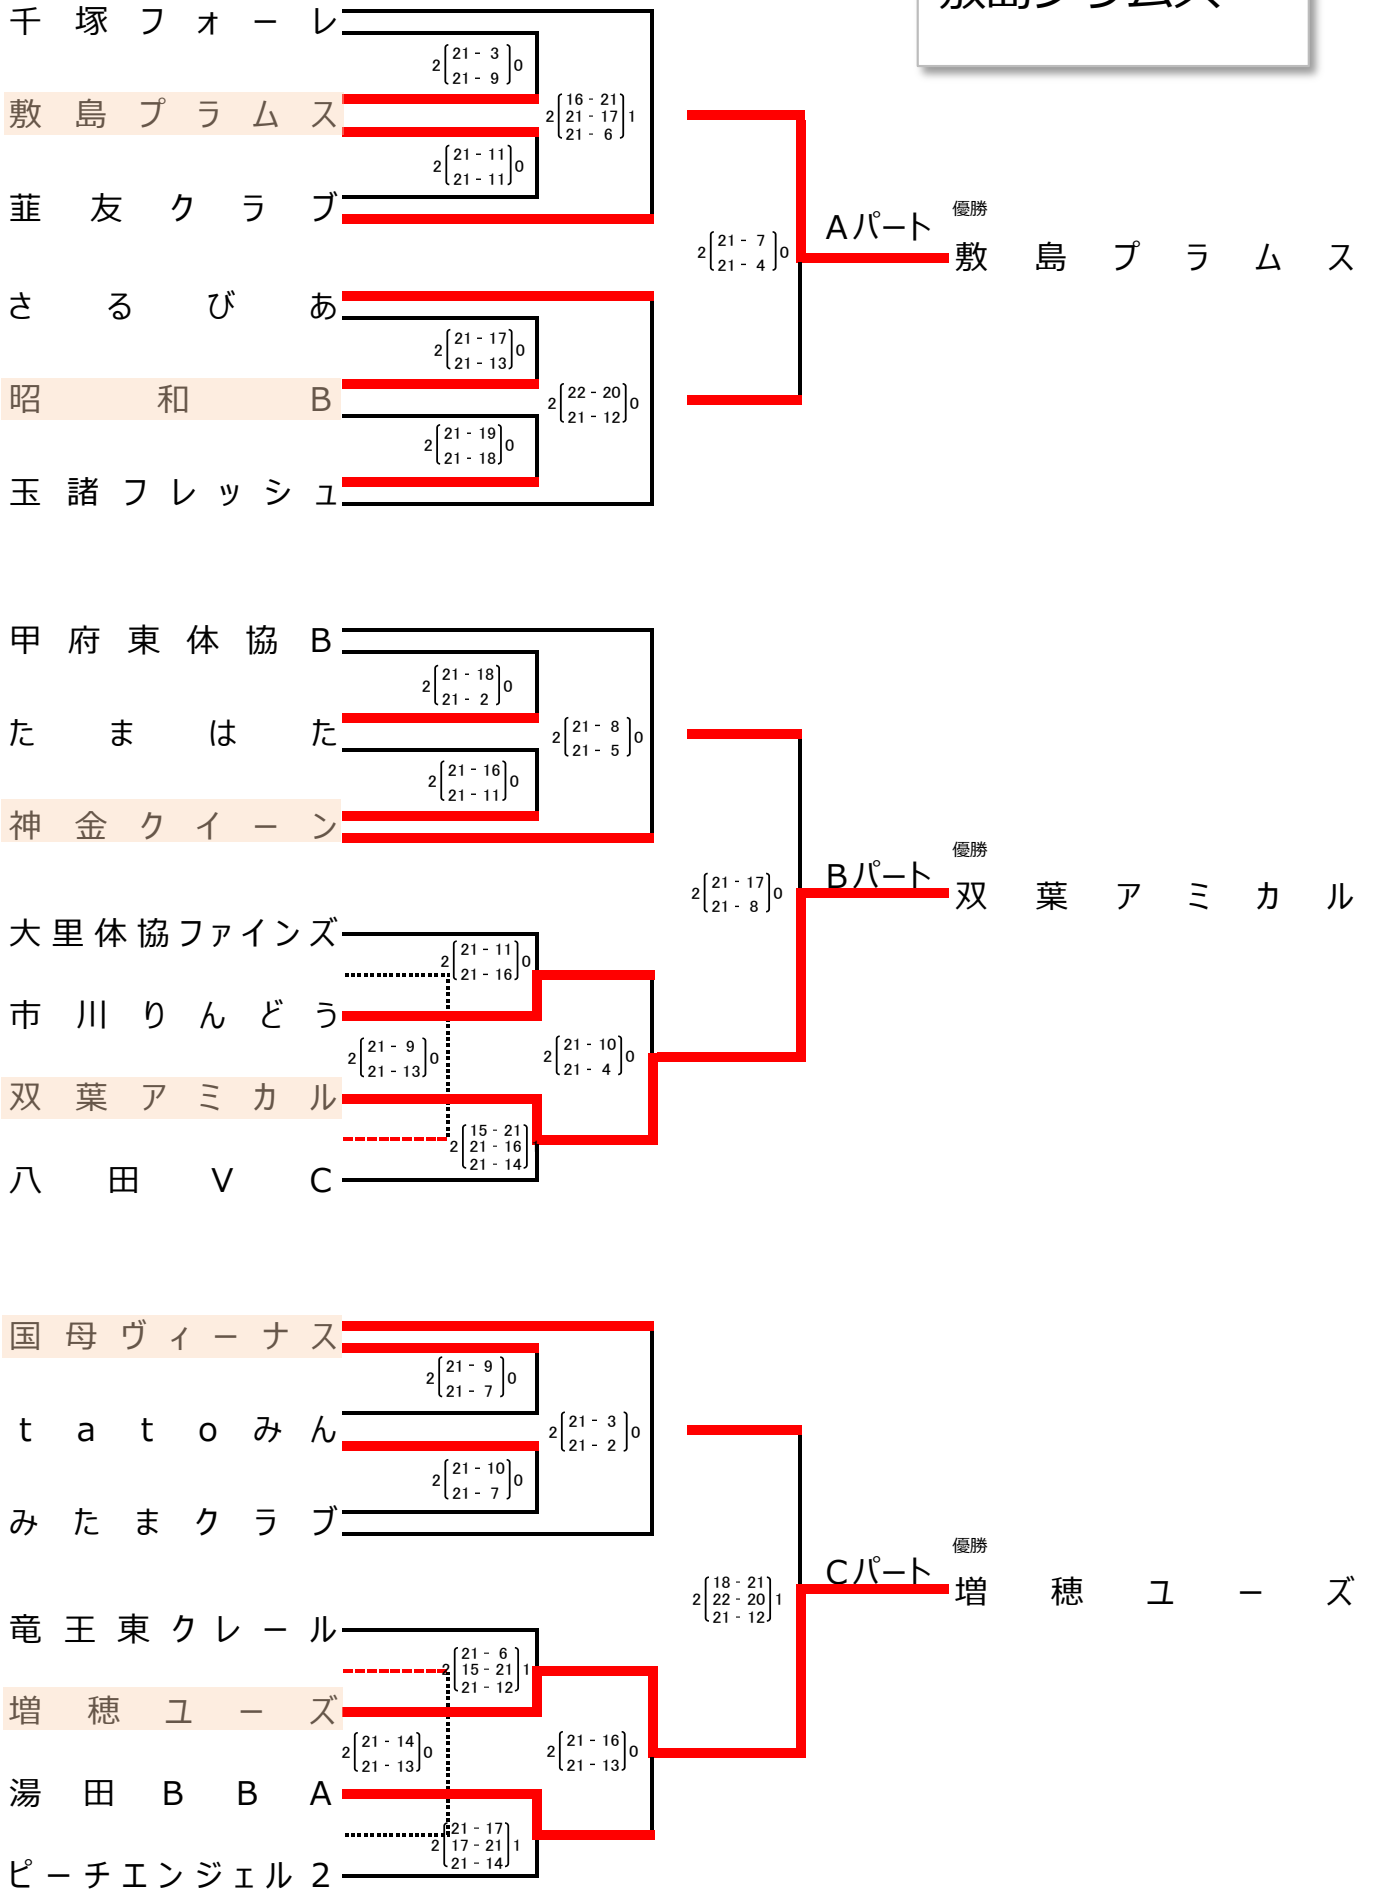 敷島プラムス
千塚フォーレ
2 21 - 3 0
21 - 9
敷島プラムス
2 16 - 21 1
21 - 17
21 - 6
2 21 - 11 0
21 - 11
韮友クラブ
2 21 - 7 0
21 - 4
Aパート
優勝
敷島プラムス
さるびあ
2 21 - 17 0
21 - 13
昭和B
2 22 - 20 0
21 - 12
2 21 - 19 0
21 - 18
玉諸フレッシュ
甲府東体協B
2 21 - 18 0
21 - 2
たまはた
2 21 - 8 0
21 - 5
2 21 - 16 0
21 - 11
神金クイーン
2 21 - 17 0
21 - 8
Bパート
優勝
双葉アミカル
大里体協ファインズ
2 21 - 11 0
21 - 16
市川りんどう
2 21 - 9 0
21 - 13
2 21 - 10 0
21 - 4
双葉アミカル
2 15 - 21
21 - 16
21 - 14
八田VC
国母ヴィーナス
2 21 - 9 0
21 - 7
tatoみん
2 21 - 3 0
21 - 2
2 21 - 10 0
21 - 7
みたまクラブ
2 18 - 21 1
22 - 20
21 - 12
Cパート
優勝
増穂ユーズ
竜王東クレール
2 21 - 6 1
15 - 21
21 - 12
増穂ユーズ
2 21 - 14 0
21 - 13
2 21 - 16 0
21 - 13
湯田BBA
2 21 - 17 1
17 - 21
21 - 14
ピーチエンジェル2